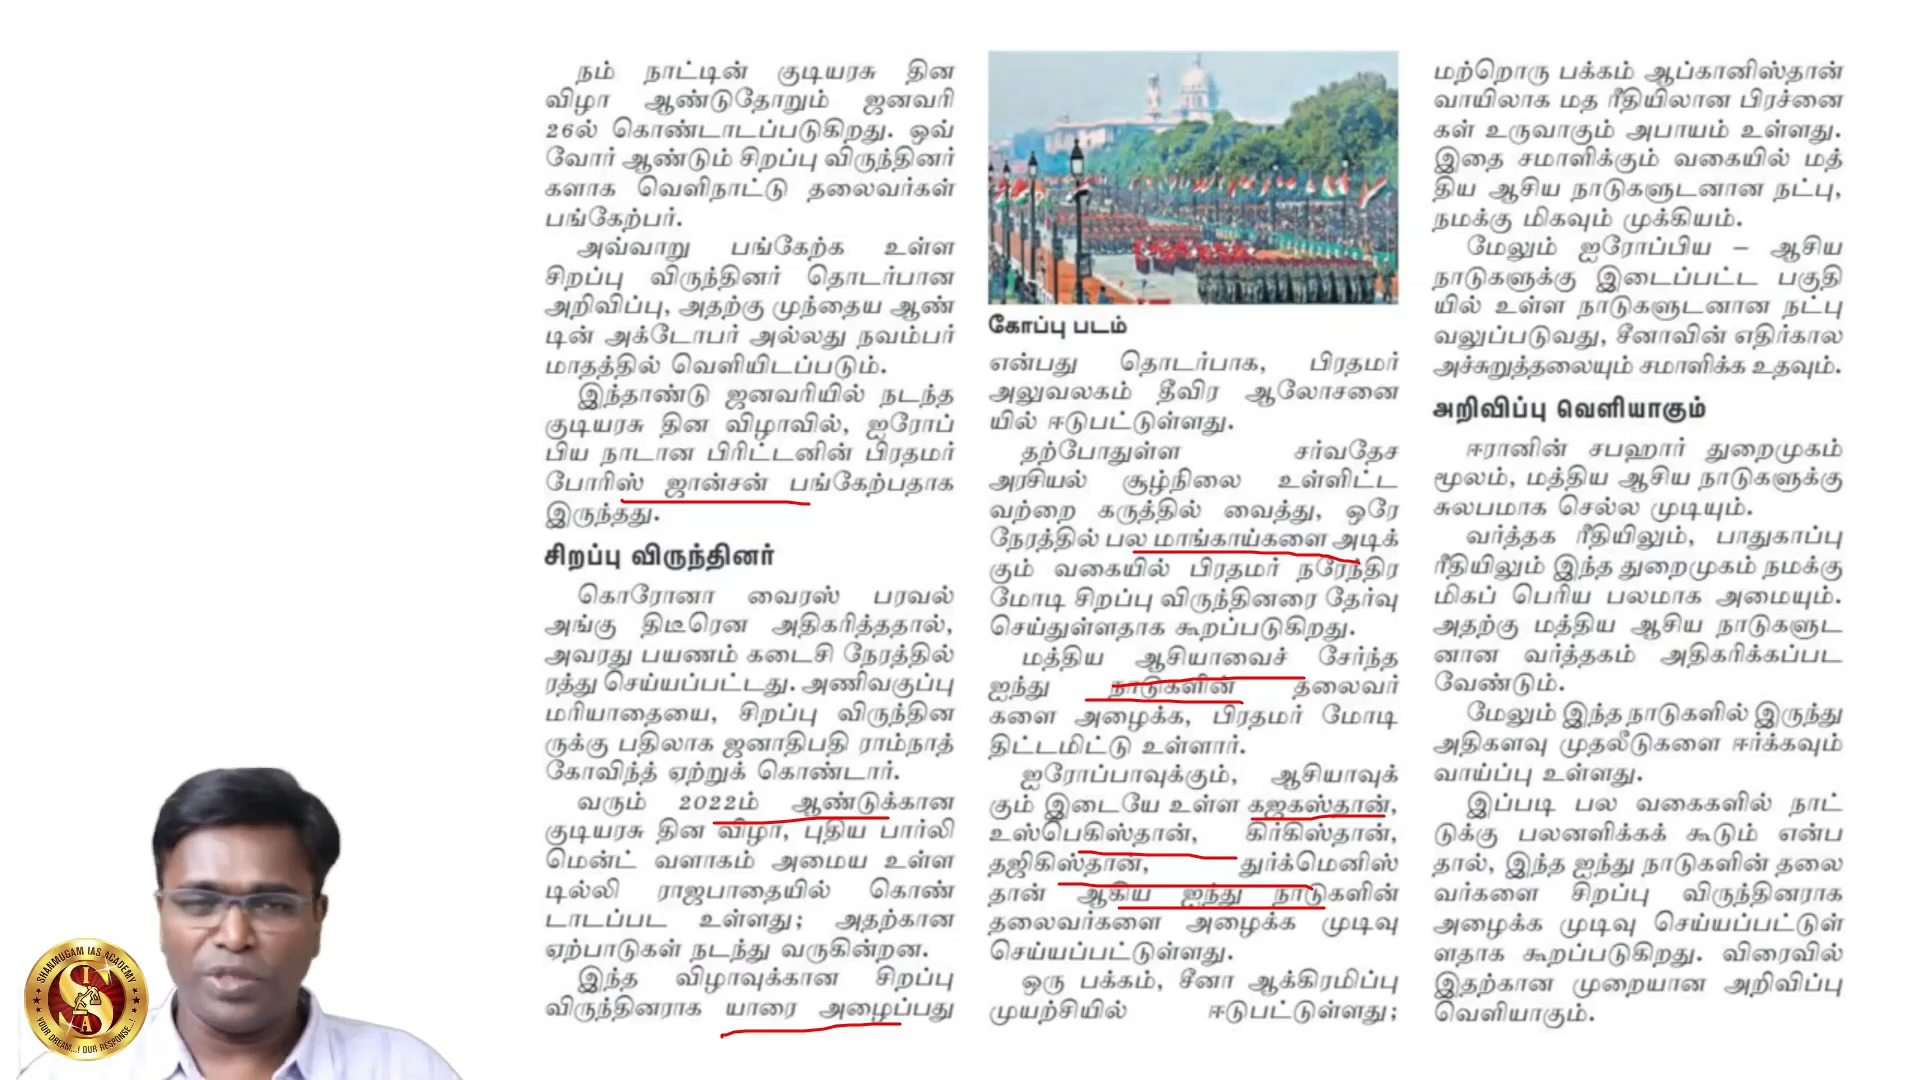 நம் நாட்டின் குடியரசு தின
விழா ஆண்டுதோறும் ஜனவரி
26ல் கொண்டாடப்படுகிறது. ஒவ்
வோர் ஆண்டும் சிறப்பு விருந்தினர்
களாக வெளிநாட்டு தலைவர்கள்
பங்கேற்பர்.
அவ்வாறு பங்கேற்க உள்ள
சிறப்பு விருந்தினர் தொடர்பான
அறிவிப்பு, அதற்கு முந்தைய ஆண்
டின் அக்டோபர் அல்லது நவம்பர்
மாதத்தில் வெளியிடப்படும்.
இந்தாண்டு ஜனவரியில் நடந்த
குடியரசு தின விழாவில், ஐரோப்
பிய நாடான பிரிட்டனின் பிரதமர்
போரிஸ் ஜான்சன் பங்கேற்பதாக
இருந்தது.
சிறப்பு விருந்தினர்
கொரோனா வைரஸ் பரவல்
அங்கு திடீரென அதிகரித்ததால்,
அவரது பயணம் கடைசி நேரத்தில்
ரத்து செய்யப்பட்டது. அணிவகுப்பு
மரியாதையை, சிறப்பு விருந்தின
ருக்கு பதிலாக ஜனாதிபதி ராம்நாத்
கோவிந்த் ஏற்றுக் கொண்டார்.
வரும் 2022ம் ஆண்டுக்கான
குடியரசு தின விழா, புதிய பார்லி
மென்ட் வளாகம் அமைய உள்ள
டில்லி ராஜபாதையில் கொண்
டாடப்பட உள்ளது; அதற்கான
ஏற்பாடுகள் நடந்து வருகின்றன.
இந்த விழாவுக்கான சிறப்பு
விருந்தினராக யாரை அழைப்பது
கோப்பு படம்
என்பது தொடர்பாக, பிரதமர்
அலுவலகம் தீவிர ஆலோசனை
யில் ஈடுபட்டுள்ளது.
தற்போதுள்ள சர்வதேச
அரசியல் சூழ்நிலை உள்ளிட்ட
வற்றை கருத்தில் வைத்து, ஒரே
நேரத்தில் பல மாங்காய்களை அடிக்
கும் வகையில் பிரதமர் நரேந்திர
மோடி சிறப்பு விருந்தினரை தேர்வு
செய்துள்ளதாக கூறப்படுகிறது.
மத்திய ஆசியாவைச் சேர்ந்த
ஐந்து நாடுகளின் தலைவர்
களை அழைக்க, பிரதமர் மோடி
திட்டமிட்டு உள்ளார்.
ஐரோப்பாவுக்கும், ஆசியாவுக்
கும் இடையே உள்ள கஜகஸ்தான்,
உஸ்பெகிஸ்தான், கிர்கிஸ்தான்,
தஜிகிஸ்தான், துர்க்மெனிஸ்
தான் ஆகிய ஐந்து நாடுகளின்
தலைவர்களை அழைக்க முடிவு
செய்யப்பட்டுள்ளது.
ஒரு பக்கம், சீனா ஆக்கிரமிப்பு
முயற்சியில் ஈடுபட்டுள்ளது;
மற்றொரு பக்கம் ஆப்கானிஸ்தான்
வாயிலாக மத ரீதியிலான பிரச்னை
கள் உருவாகும் அபாயம் உள்ளது.
இதை சமாளிக்கும் வகையில் மத்
திய ஆசிய நாடுகளுடனான நட்பு,
நமக்கு மிகவும் முக்கியம்.
மேலும் ஐரோப்பிய – ஆசிய
நாடுகளுக்கு இடைப்பட்ட பகுதி
யில் உள்ள நாடுகளுடனான நட்பு
வலுப்படுவது, சீனாவின் எதிர்கால
அச்சுறுத்தலையும் சமாளிக்க உதவும்.
அறிவிப்பு வெளியாகும்
ஈரானின் சபஹார் துறைமுகம்
மூலம், மத்திய ஆசிய நாடுகளுக்கு
சுலபமாக செல்ல முடியும்.
வர்த்தக ரீதியிலும், பாதுகாப்பு
ரீதியிலும் இந்த துறைமுகம் நமக்கு
மிகப் பெரிய பலமாக அமையும்.
அதற்கு மத்திய ஆசிய நாடுகளுட
னான வர்த்தகம் அதிகரிக்கப்பட
வேண்டும்.
மேலும் இந்த நாடுகளில் இருந்து
அதிகளவு முதலீடுகளை ஈர்க்கவும்
வாய்ப்பு உள்ளது.
இப்படி பல வகைகளில் நாட்
டுக்கு பலனளிக்கக் கூடும் என்ப
தால், இந்த ஐந்து நாடுகளின் தலை
வர்களை சிறப்பு விருந்தினராக
அழைக்க முடிவு செய்யப்பட்டுள்
ளதாக கூறப்படுகிறது. விரைவில்
இதற்கான முறையான அறிவிப்பு
வெளியாகும்.
SHANMUGAM IAS ACADEMY
S I A
YOUR DREAM...! OUR RESPONSE...!